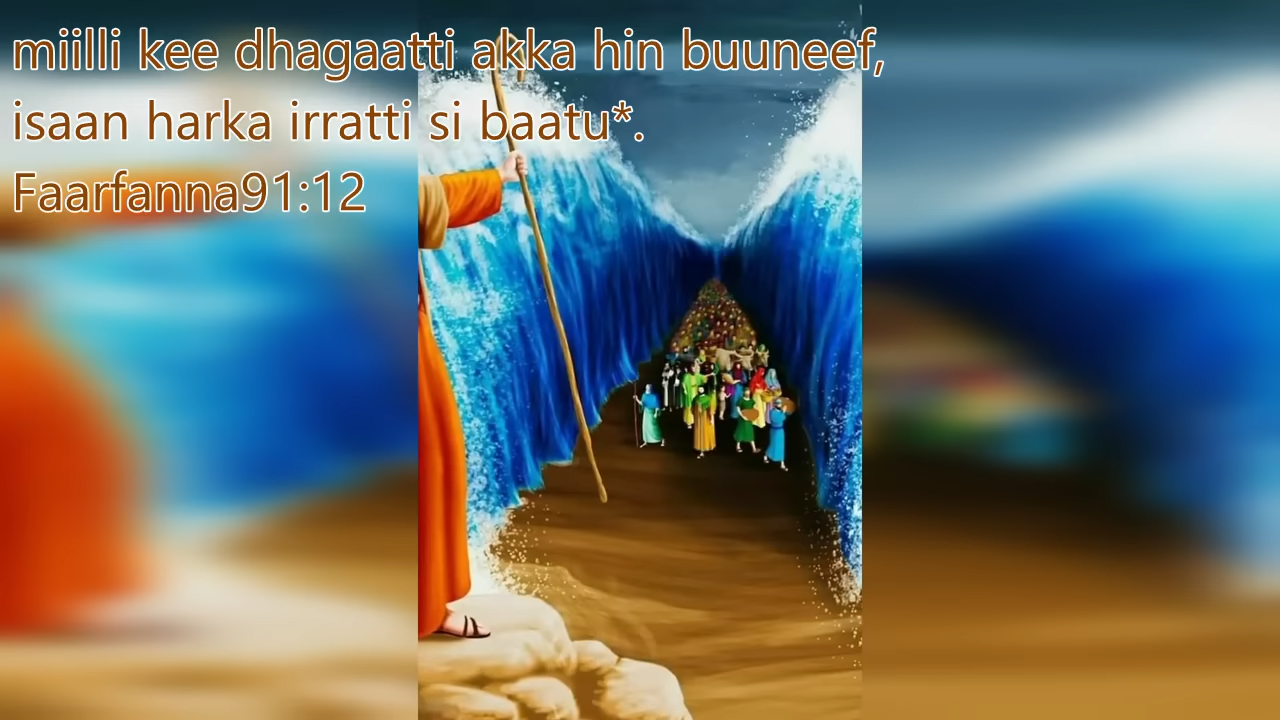 miilli kee dhagaatti akka hin buuneef,
isaan harka irratti si baatu*.
Faarfanna91:12